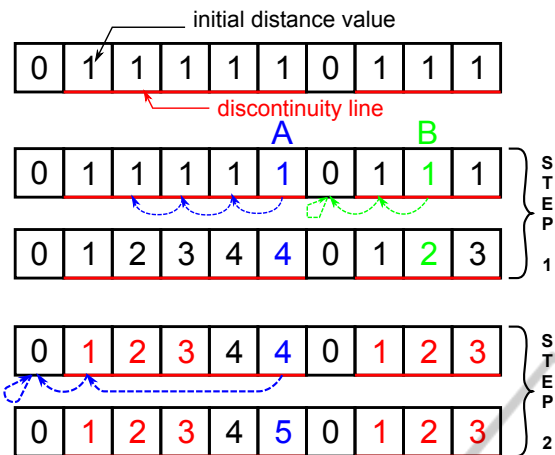 initial distance value
0 1 1 1 1 1 0 1 1 1
discontinuity line
A B
0 1 1 1 1 1 0 1 1 1
0 1 2 3 4 4 0 1 2 3
STEP 1
0 1 2 3 4 4 0 1 2 3
0 1 2 3 4 5 0 1 2 3
STEP 2